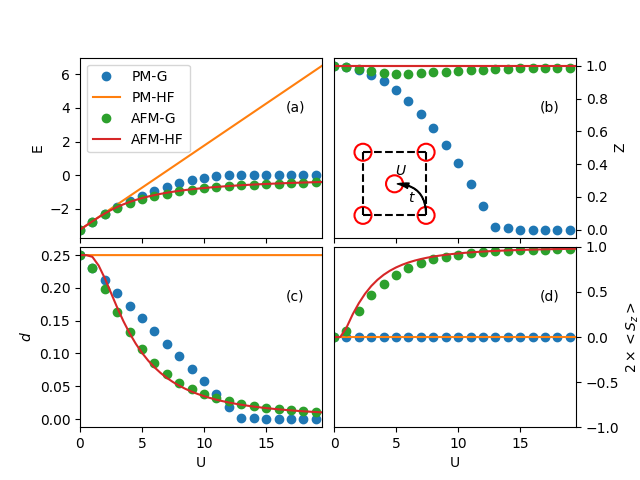 6
4
2
0
−2
E
PM-G
PM-HF
AFM-G
AFM-HF
(a)
1.0
0.8
0.6
0.4
0.2
0.0
Z
(b)
U
t
0.25
0.20
0.15
0.10
0.05
0.00
d
(c)
0
5
10
15
U
1.0
0.5
0.0
−0.5
−1.0
2 × < S_z >
(d)
0
5
10
15
U